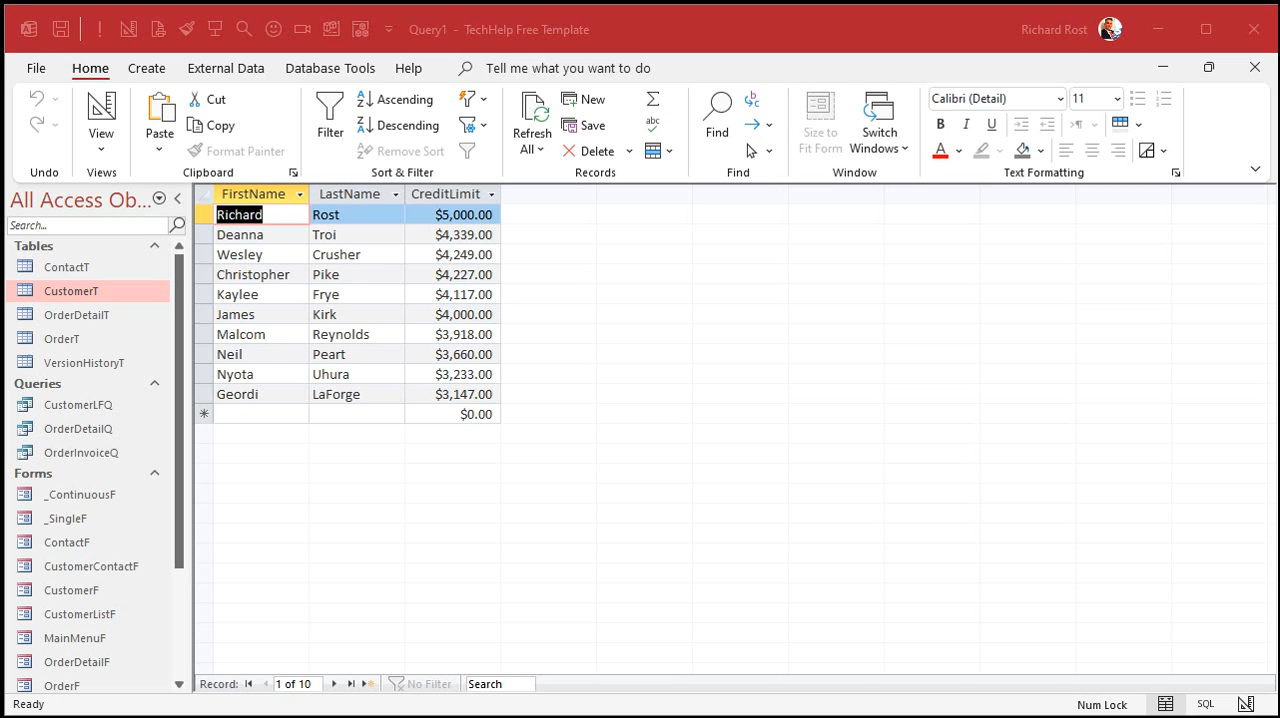 Query1 - TechHelp Free Template Richard Rost
File Home Create External Data Database Tools Help Tell me what you want to do
View Paste Cut Copy Format Painter Filter Ascending Descending Remove Sort Refresh All New Save Delete Find Size to Fit Form Switch Windows Calibri (Detail) 11 B I U A
Undo Views Clipboard Sort & Filter Records Find Window Text Formatting
All Access Ob...
Search...
Tables
ContactT
CustomerT
OrderDetailT
OrderT
VersionHistoryT
Queries
CustomerLFQ
OrderDetailQ
OrderInvoiceQ
Forms
_ContinuousF
_SingleF
ContactF
CustomerContactF
CustomerF
CustomerListF
MainMenuF
OrderDetailF
OrderF
FirstName LastName CreditLimit
Richard Rost $5,000.00
Deanna Troi $4,339.00
Wesley Crusher $4,249.00
Christopher Pike $4,227.00
Kaylee Frye $4,117.00
James Kirk $4,000.00
Malcom Reynolds $3,918.00
Neil Peart $3,660.00
Nyota Uhura $3,233.00
Geordi LaForge $3,147.00
* $0.00
Record: 1 of 10 No Filter Search
Ready Num Lock SQL